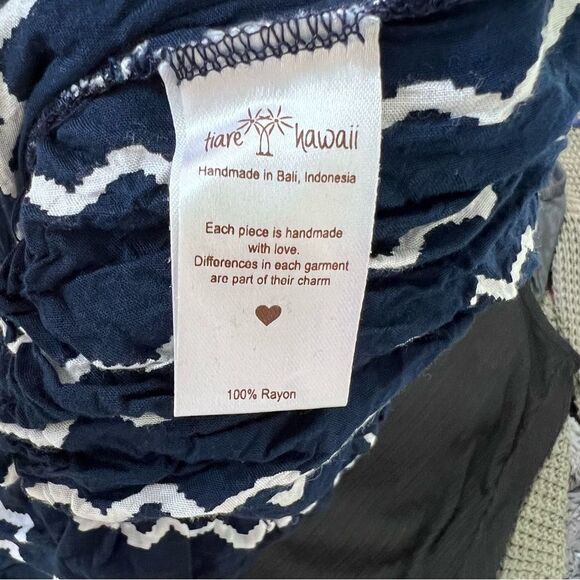 tiare hawaii
Handmade in Bali, Indonesia
Each piece is handmade
with love.
Differences in each garment
are part of their charm
100% Rayon